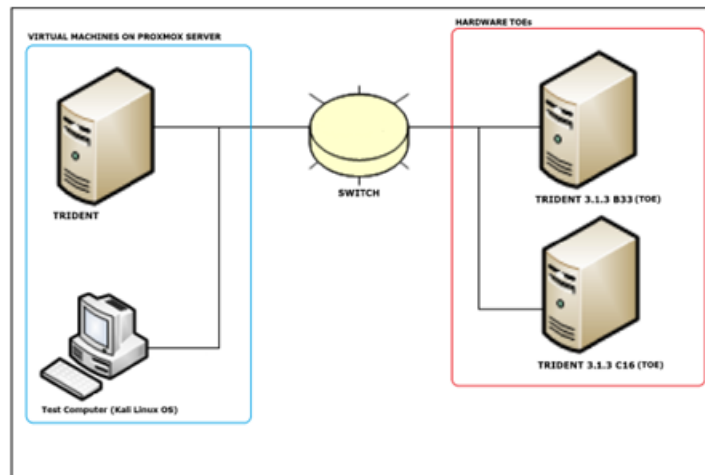 VIRTUAL MACHINES ON PROXMOX SERVER
HARDWARE TOEs
TRIDENT
SWITCH
TRIDENT 3.1.3 B33 (TOE)
Test Computer (Kali Linux OS)
TRIDENT 3.1.3 C16 (TOE)